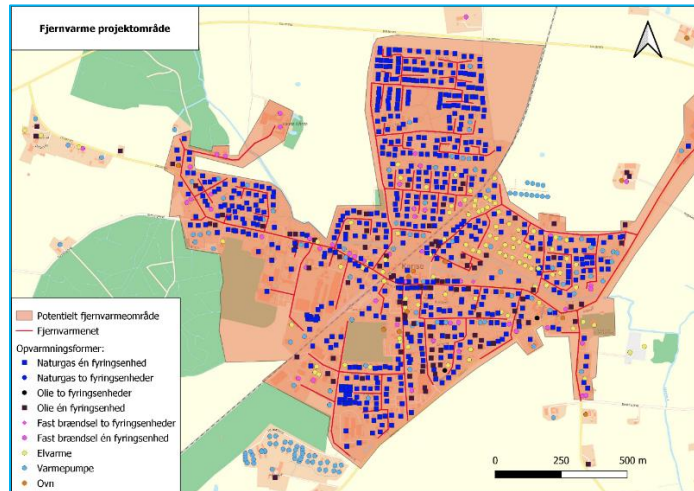 Fjernvarme projektområde
Potentielt fjernvarmeområde
Fjernvarmenet
Opvarmningsformer:
Naturgas én fyringsenhed
Naturgas to fyringsenheder
Olie to fyringsenheder
Olie én fyringsenhed
Fast brændsel to fyringsenheder
Fast brændsel én fyringsenhed
Elvarme
Varmepumpe
Ovn
0 250 500 m